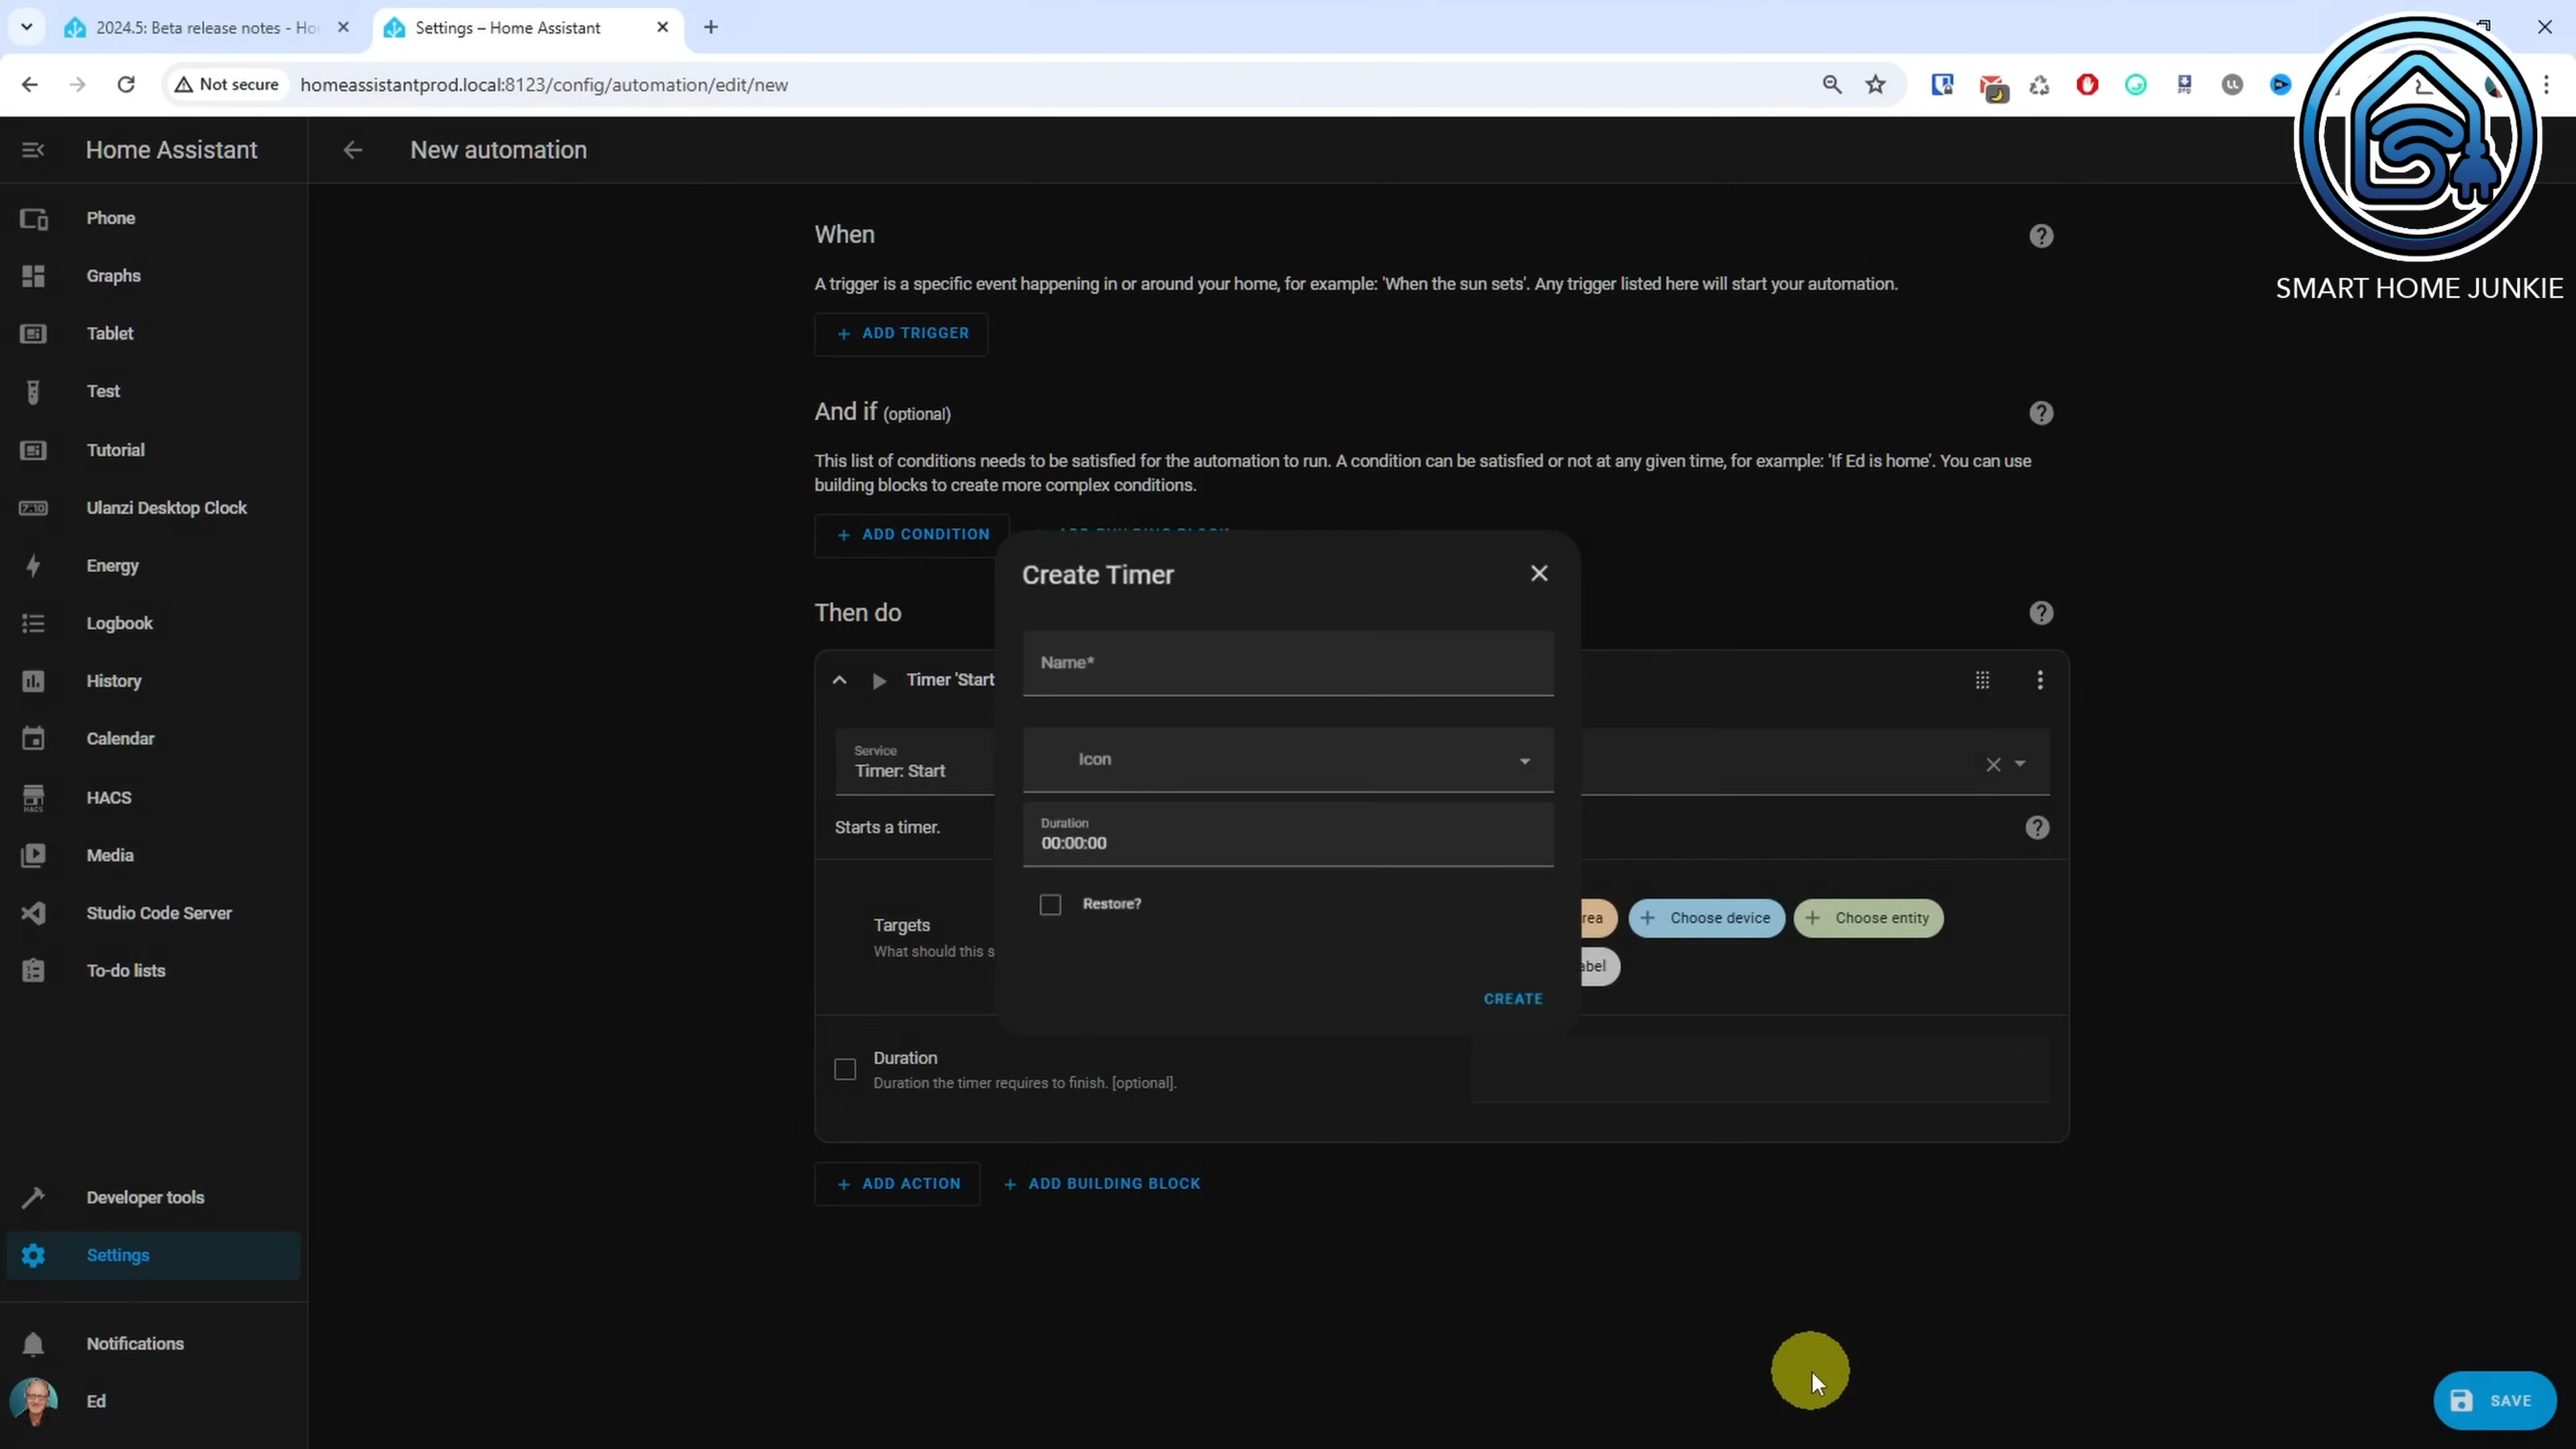 2024.5: Beta release notes - Ho
Settings – Home Assistant
Not secure
homeassistantprod.local:8123/config/automation/edit/new
Home Assistant
New automation
SMART HOME JUNKIE
Phone
Graphs
Tablet
Test
Tutorial
Ulanzi Desktop Clock
Energy
Logbook
History
Calendar
HACS
Media
Studio Code Server
To-do lists
Developer tools
Settings
Notifications
Ed
When
A trigger is a specific event happening in or around your home, for example: 'When the sun sets'. Any trigger listed here will start your automation.
ADD TRIGGER
And if (optional)
This list of conditions needs to be satisfied for the automation to run. A condition can be satisfied or not at any given time, for example: 'If Ed is home'. You can use
building blocks to create more complex conditions.
ADD CONDITION
ADD BUILDING BLOCK
Then do
Timer 'Start
Service
Timer: Start
Starts a timer.
Targets
What should this s
rea
Choose device
Choose entity
abel
Duration
Duration the timer requires to finish. [optional].
ADD ACTION
ADD BUILDING BLOCK
Create Timer
Name*
Icon
Duration
00:00:00
Restore?
CREATE
SAVE